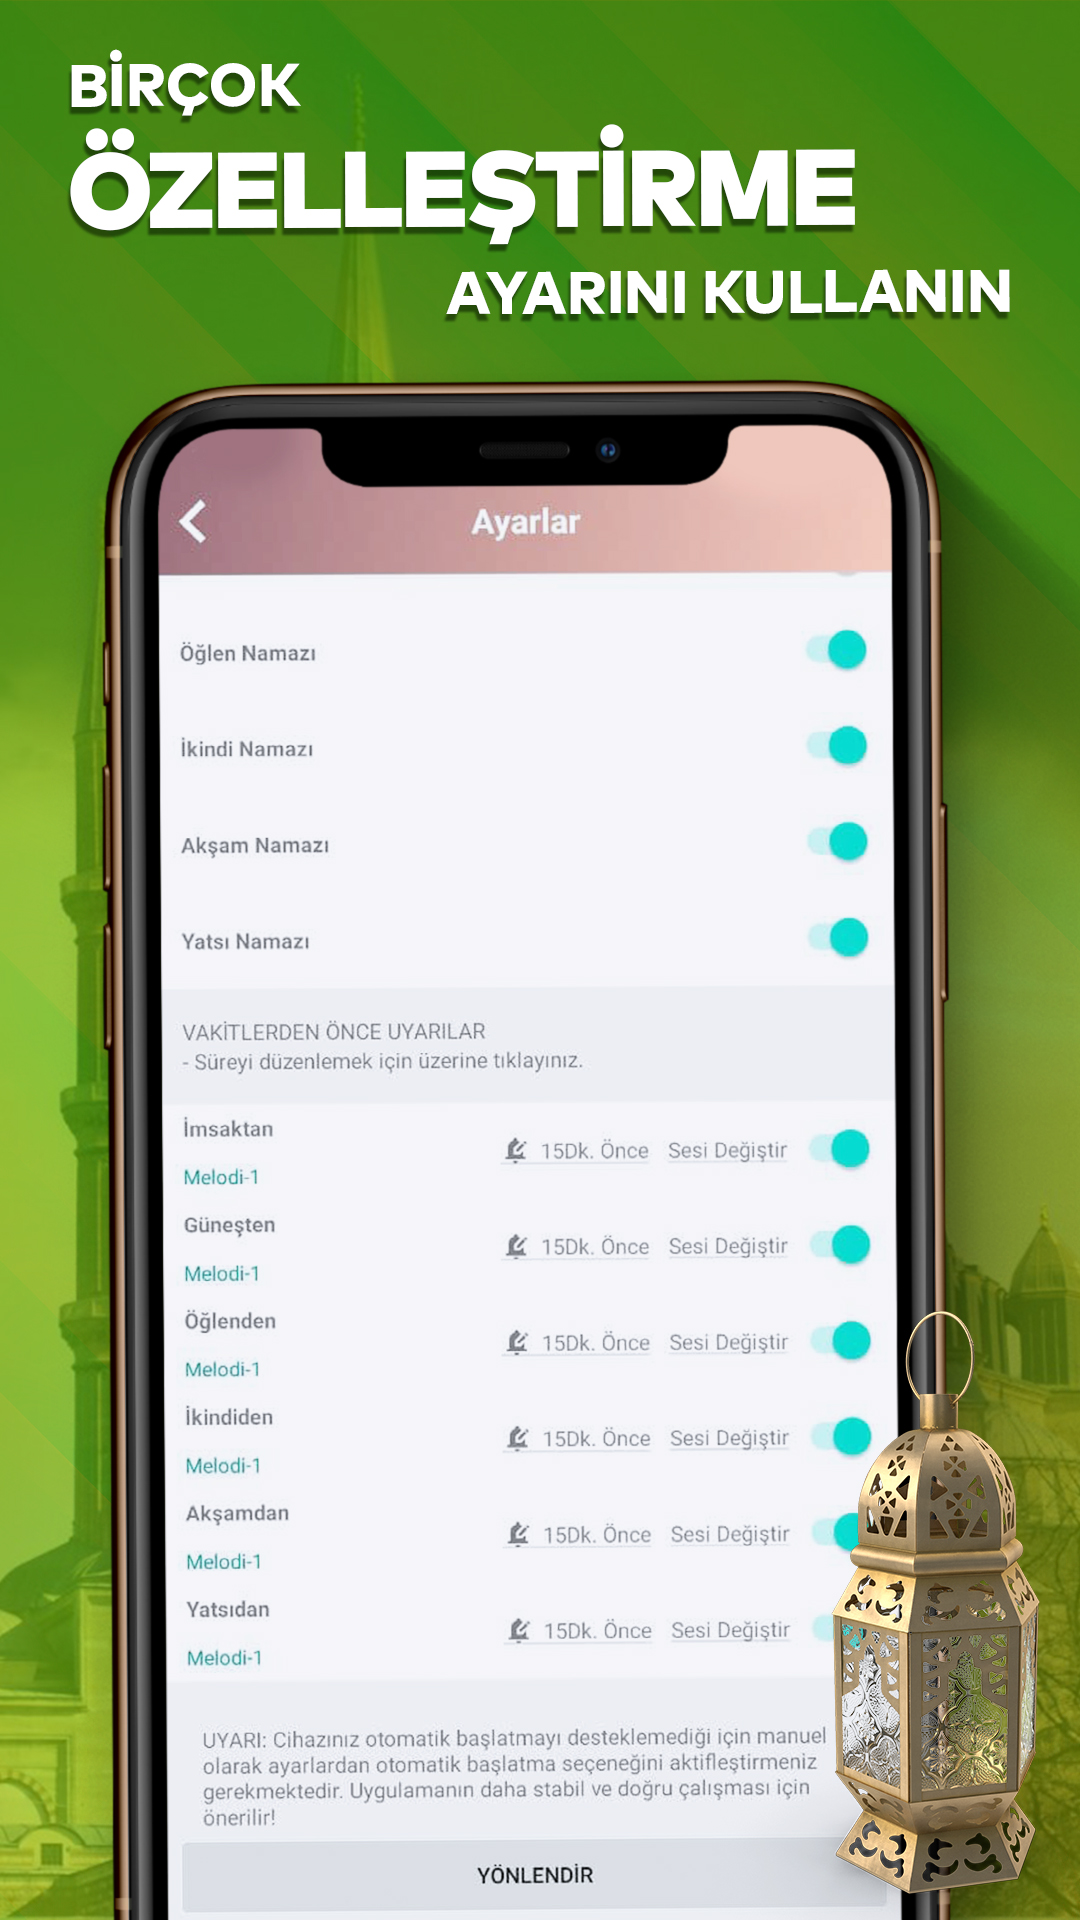 BİRÇOK
ÖZELLEŞTİRME
AYARINI KULLANIN
Ayarlar
Öğlen Namazı
İkindi Namazı
Akşam Namazı
Yatsı Namazı
VAKİTLERDEN ÖNCE UYARILAR
- Süreyi düzenlemek için üzerine tıklayınız.
İmsaktan
15Dk. Önce Sesi Değiştir
Melodi-1
Güneşten
15Dk. Önce Sesi Değiştir
Melodi-1
Öğlenden
15Dk. Önce Sesi Değiştir
Melodi-1
İkindiden
15Dk. Önce Sesi Değiştir
Melodi-1
Akşamdan
15Dk. Önce Sesi Değiştir
Melodi-1
Yatsıdan
15Dk. Önce Sesi Değiştir
Melodi-1
UYARI: Cihazınız otomatik başlatmayı desteklemediği için manuel
olarak ayarlardan otomatik başlatma seçeneğini aktifleştirmeniz
gerekmektedir. Uygulamanın daha stabil ve doğru çalışması için
önerilir!
YÖNLENDİR